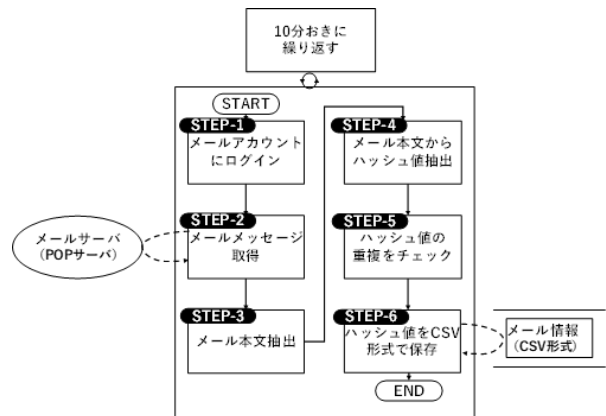 10分おきに
繰り返す
START
STEP-1
メールアカウント
にログイン
STEP-2
メールメッセージ
取得
STEP-3
メール本文抽出
STEP-4
メール本文から
ハッシュ値抽出
STEP-5
ハッシュ値の
重複をチェック
STEP-6
ハッシュ値をCSV
形式で保存
END
メールサーバ
（POPサーバ）
メール情報
（CSV形式）